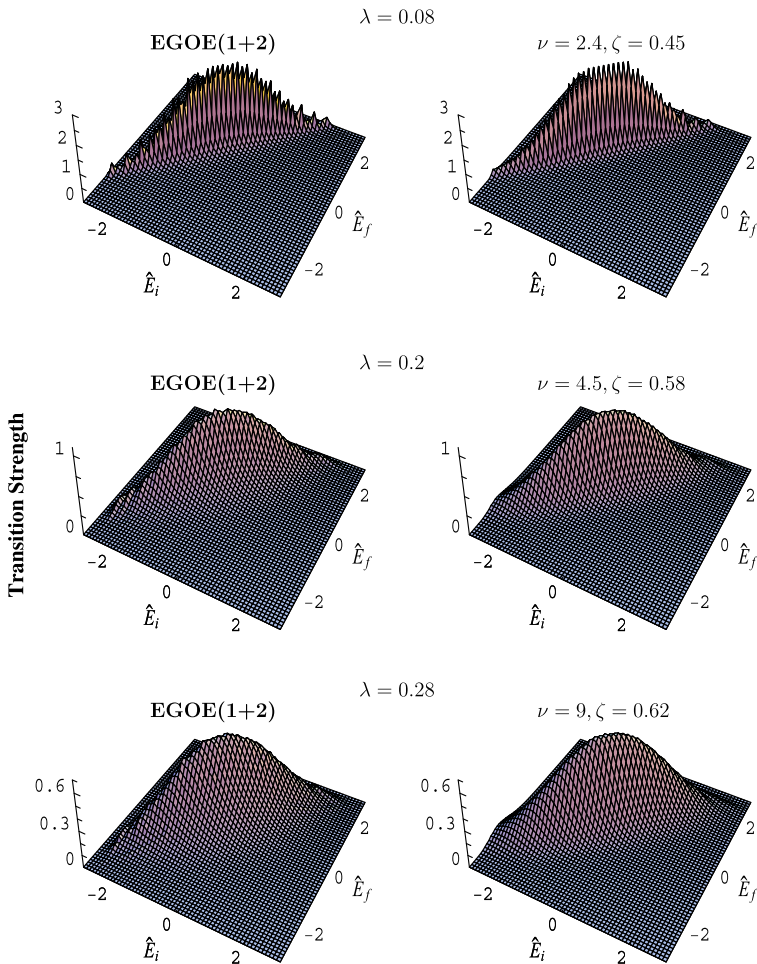 λ = 0.08
EGOE(1+2)
ν = 2.4, ζ = 0.45
3
2
1
0
-2
0
2
Ê_i
-2
0
2
Ê_f
3
2
1
0
-2
0
2
Ê_i
-2
0
2
Ê_f
Transition Strength
λ = 0.2
EGOE(1+2)
ν = 4.5, ζ = 0.58
1
0
-2
0
2
Ê_i
-2
0
2
Ê_f
1
0
-2
0
2
Ê_i
-2
0
2
Ê_f
λ = 0.28
EGOE(1+2)
ν = 9, ζ = 0.62
0.6
0.3
0
-2
0
2
Ê_i
-2
0
2
Ê_f
0.6
0.3
0
-2
0
2
Ê_i
-2
0
2
Ê_f